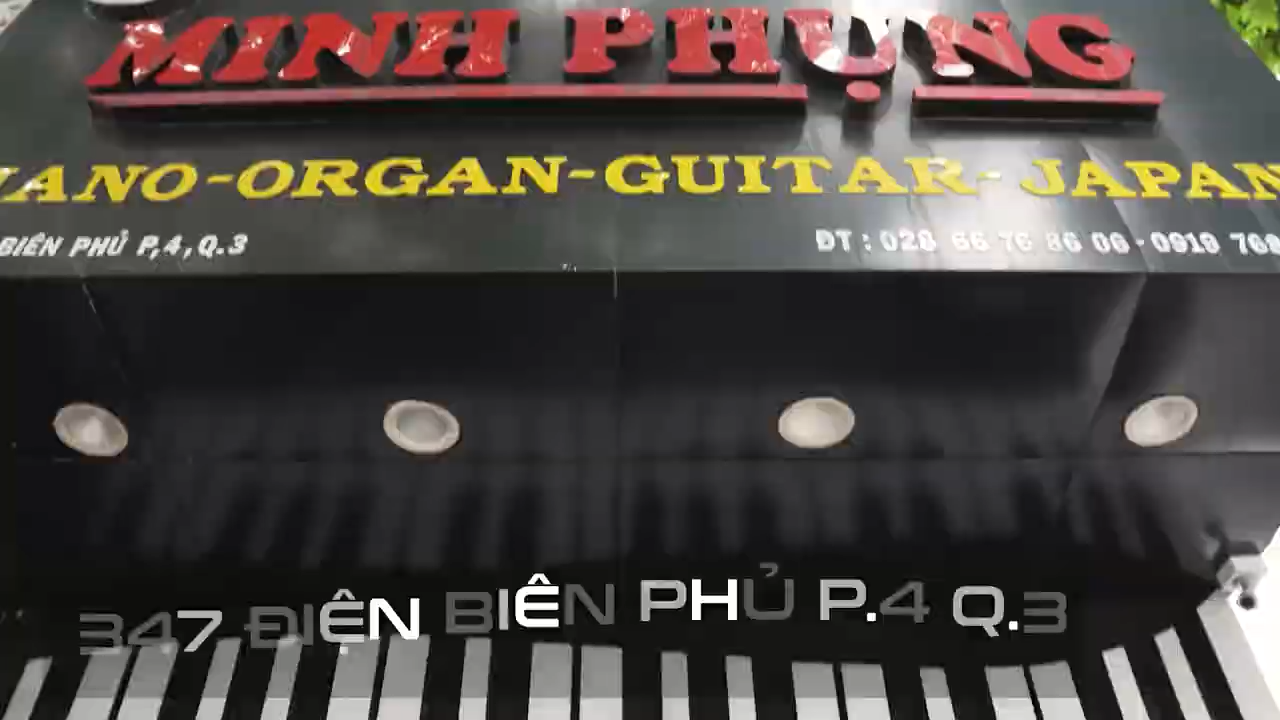 MINH PHỤNG
ANO-ORGAN-GUITAR-JAPAN
BIÊN PHỦ P,4,Q.3
ĐT : 028 66 76 86 06 - 0919
347 ĐIỆN BIÊN PHỦ P.4 Q.3